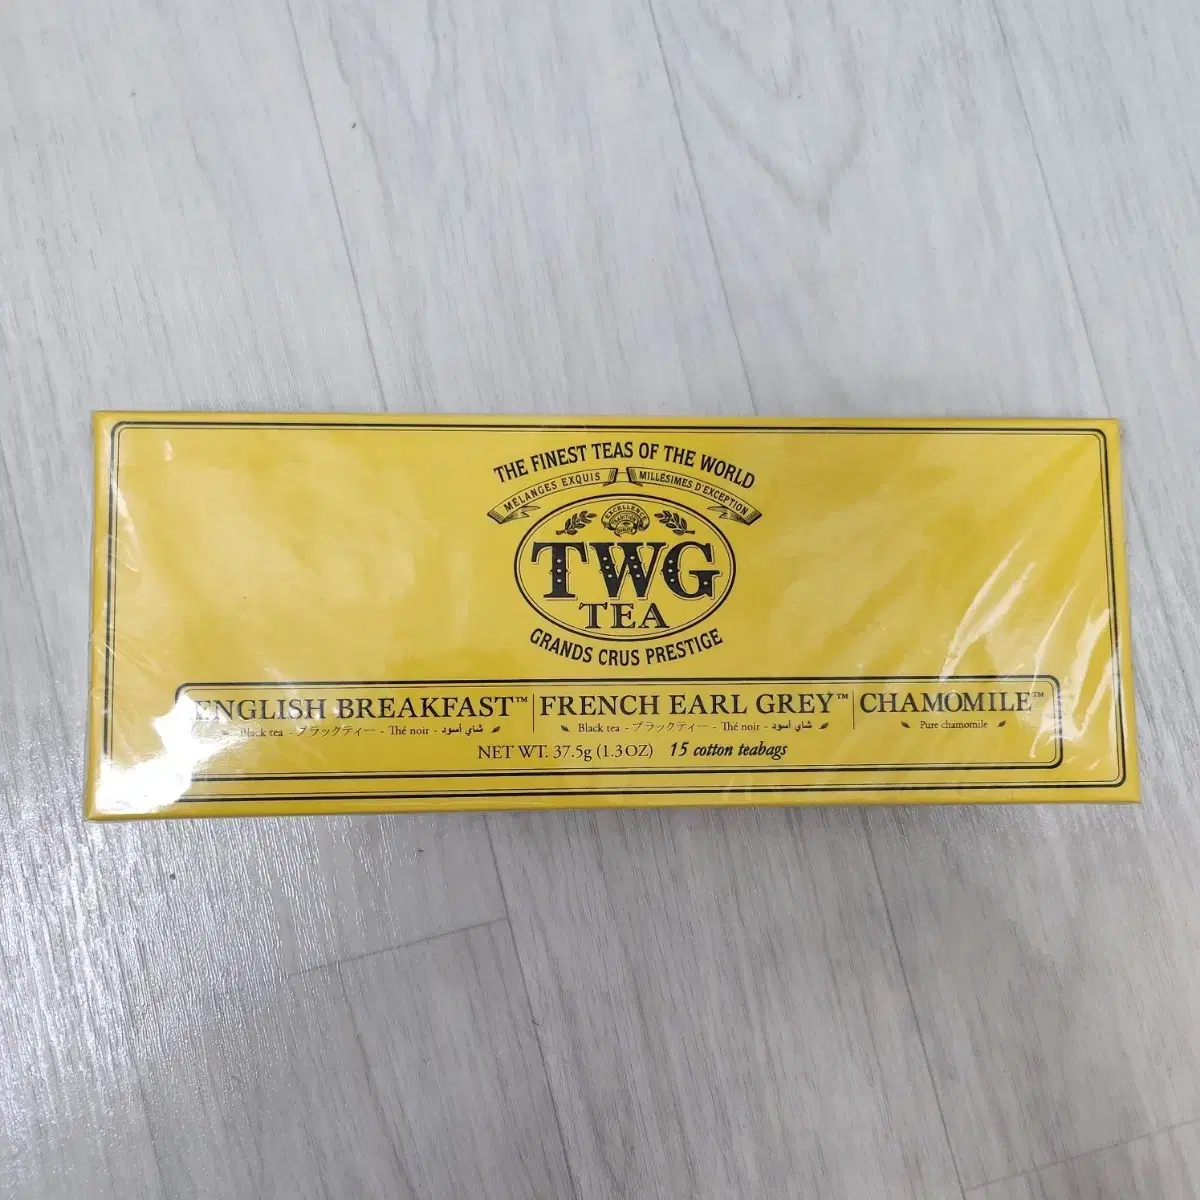 THE FINEST TEAS OF THE WORLD
MÉLANGES EXQUIS MILLÉSIMES D'EXCEPTION
EXCELLENCE
TRADITION
TWG
TEA
GRANDS CRUS PRESTIGE
ENGLISH BREAKFAST™ FRENCH EARL GREY™ CHAMOMILE™
Black tea - ブラックティー - Thé noir - شاي أسود Black tea - ブラックティー - Thé noir - شاي أسود Pure chamomile
NET WT. 37.5g (1.3OZ) 15 cotton teabags